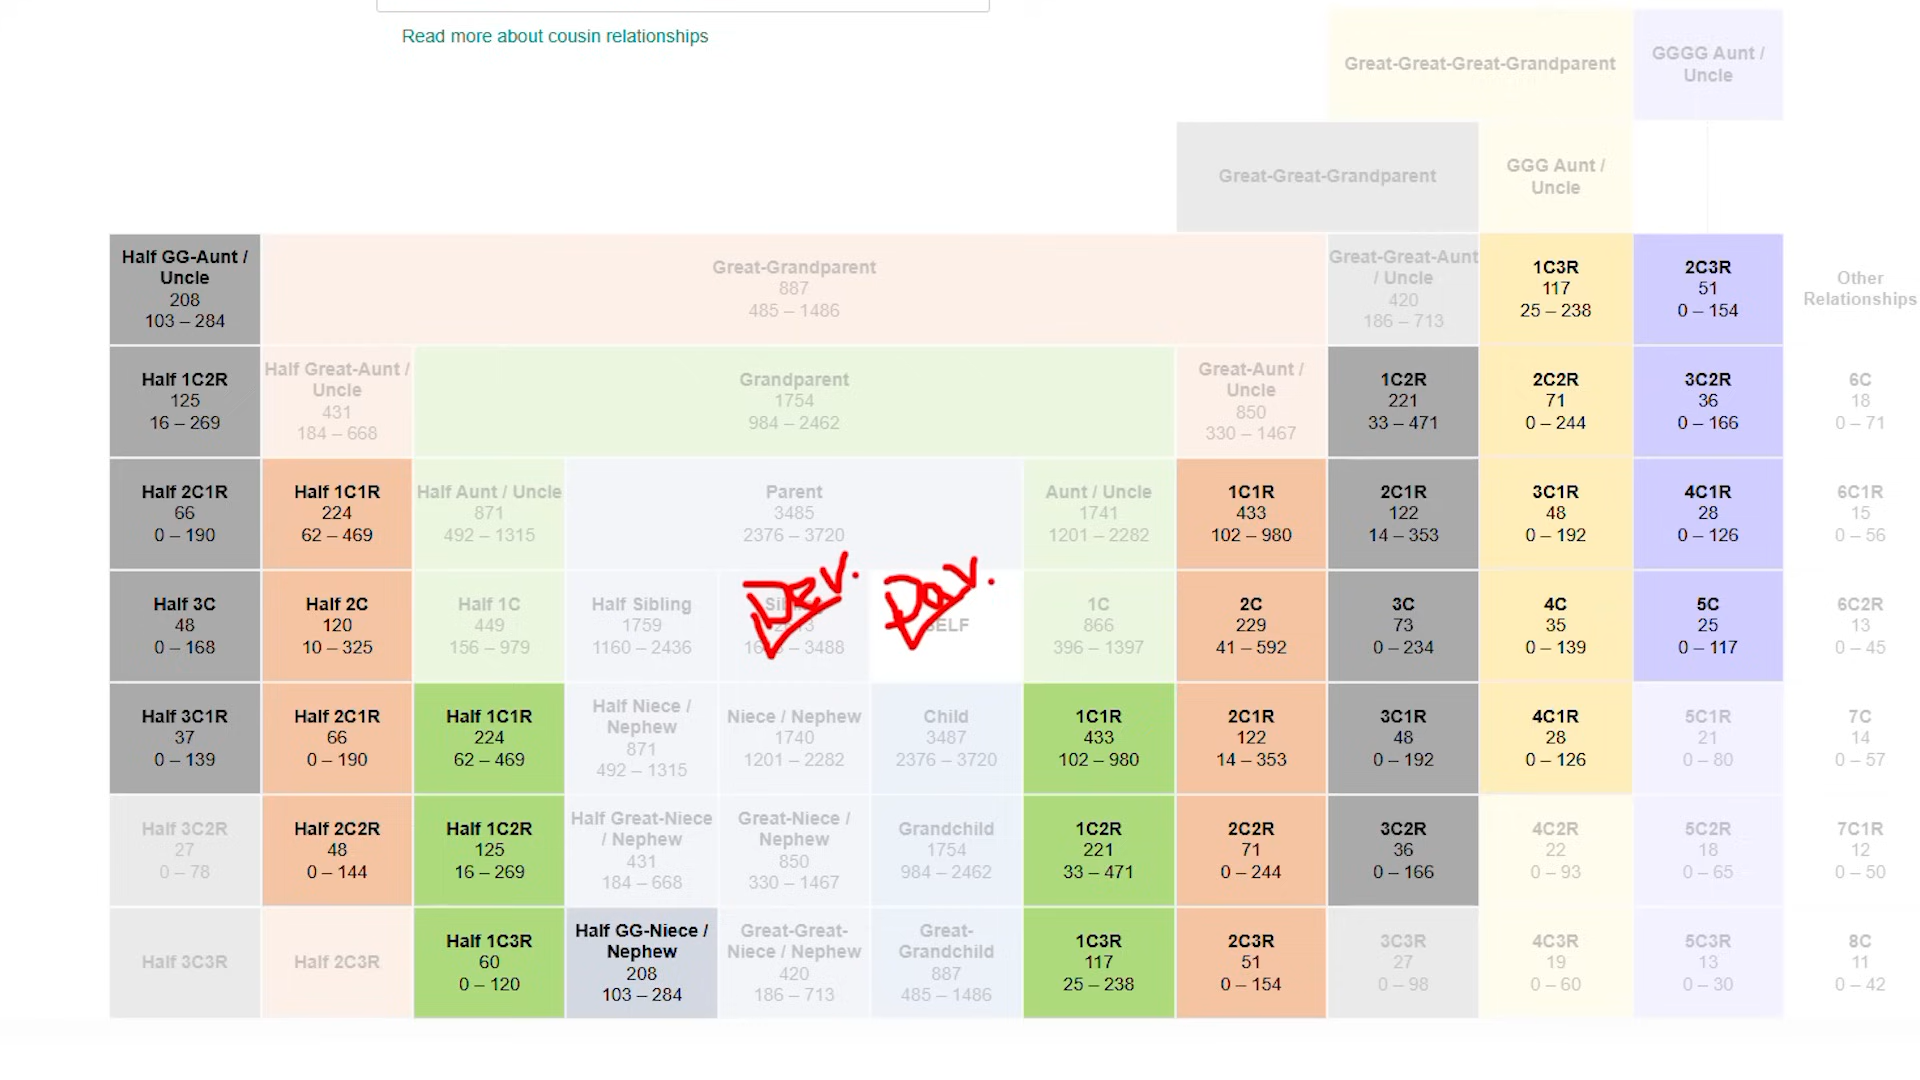 Read more about cousin relationships
Great-Great-Great-Grandparent
GGGG Aunt /
Uncle
Great-Great-Grandparent
GGG Aunt /
Uncle
Half GG-Aunt /
Uncle
208
103 – 284
Great-Grandparent
887
485 – 1486
Great-Great-Aunt
/ Uncle
420
186 – 713
1C3R
117
25 – 238
2C3R
51
0 – 154
Other
Relationships
Half 1C2R
125
16 – 269
Half Great-Aunt /
Uncle
431
184 – 668
Grandparent
1754
984 – 2462
Great-Aunt /
Uncle
850
330 – 1467
1C2R
221
33 – 471
2C2R
71
0 – 244
3C2R
36
0 – 166
6C
18
0 – 71
Half 2C1R
66
0 – 190
Half 1C1R
224
62 – 469
Half Aunt / Uncle
871
492 – 1315
Parent
3485
2376 – 3720
Aunt / Uncle
1741
1201 – 2282
1C1R
433
102 – 980
2C1R
122
14 – 353
3C1R
48
0 – 192
4C1R
28
0 – 126
6C1R
15
0 – 56
Half 3C
48
0 – 168
Half 2C
120
10 – 325
Half 1C
449
156 – 979
Half Sibling
1759
1160 – 2436
Dev.
– 3488
Dav.
SELF
1C
866
396 – 1397
2C
229
41 – 592
3C
73
0 – 234
4C
35
0 – 139
5C
25
0 – 117
6C2R
13
0 – 45
Half 3C1R
37
0 – 139
Half 2C1R
66
0 – 190
Half 1C1R
224
62 – 469
Half Niece /
Nephew
871
492 – 1315
Niece / Nephew
1740
1201 – 2282
Child
3487
2376 – 3720
1C1R
433
102 – 980
2C1R
122
14 – 353
3C1R
48
0 – 192
4C1R
28
0 – 126
5C1R
21
0 – 80
7C
14
0 – 57
Half 3C2R
27
0 – 78
Half 2C2R
48
0 – 144
Half 1C2R
125
16 – 269
Half Great-Niece
/ Nephew
431
184 – 668
Great-Niece /
Nephew
850
330 – 1467
Grandchild
1754
984 – 2462
1C2R
221
33 – 471
2C2R
71
0 – 244
3C2R
36
0 – 166
4C2R
22
0 – 93
5C2R
18
0 – 65
7C1R
12
0 – 50
Half 3C3R
Half 2C3R
Half 1C3R
60
0 – 120
Half GG-Niece /
Nephew
208
103 – 284
Great-Great-
Niece / Nephew
420
186 – 713
Great-
Grandchild
887
485 – 1486
1C3R
117
25 – 238
2C3R
51
0 – 154
3C3R
27
0 – 98
4C3R
19
0 – 60
5C3R
13
0 – 30
8C
11
0 – 42